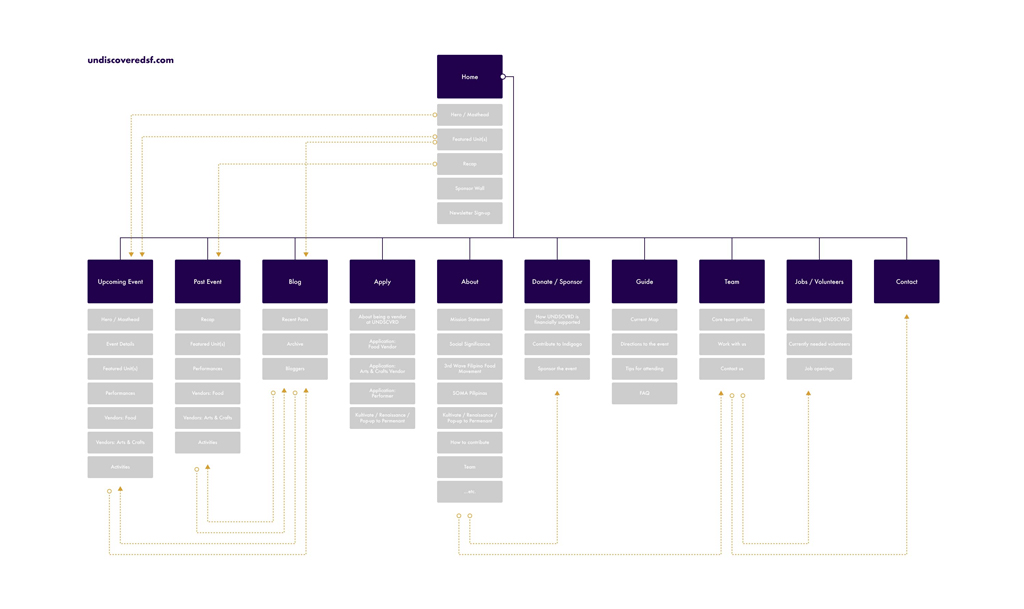 undiscoveredsf.com
Home
Hero / Masthead
Featured Unit(s)
Recap
Sponsor Wall
Newsletter Sign-up
Upcoming Event
Hero / Masthead
Event Details
Featured Unit(s)
Performances
Vendors: Food
Vendors: Arts & Crafts
Activities
Past Event
Recap
Featured Unit(s)
Performances
Vendors: Food
Vendors: Arts & Crafts
Activities
Blog
Recent Posts
Archive
Bloggers
Apply
About being a vendor
at UNDSCVRD
Application:
Food Vendor
Application:
Arts & Crafts Vendor
Application:
Performer
Kultivate / Renaissance /
Pop-up to Permanence
About
Mission Statement
Social Significance
3rd Wave Filipino Food
Movement
SOMA Pilipinas
Kultivate / Renaissance /
Pop-up to Permanence
How to contribute
Team
...etc
Donate / Sponsor
How UNDSCVRD is
financially supported
Contribute to Indigogo
Sponsor the event
Guide
Current Map
Directions to the event
Tips for attending
FAQ
Team
Core team profiles
Work with us
Contact us
Jobs / Volunteers
About working UNDSCVRD
Currently needed volunteers
Job openings
Contact